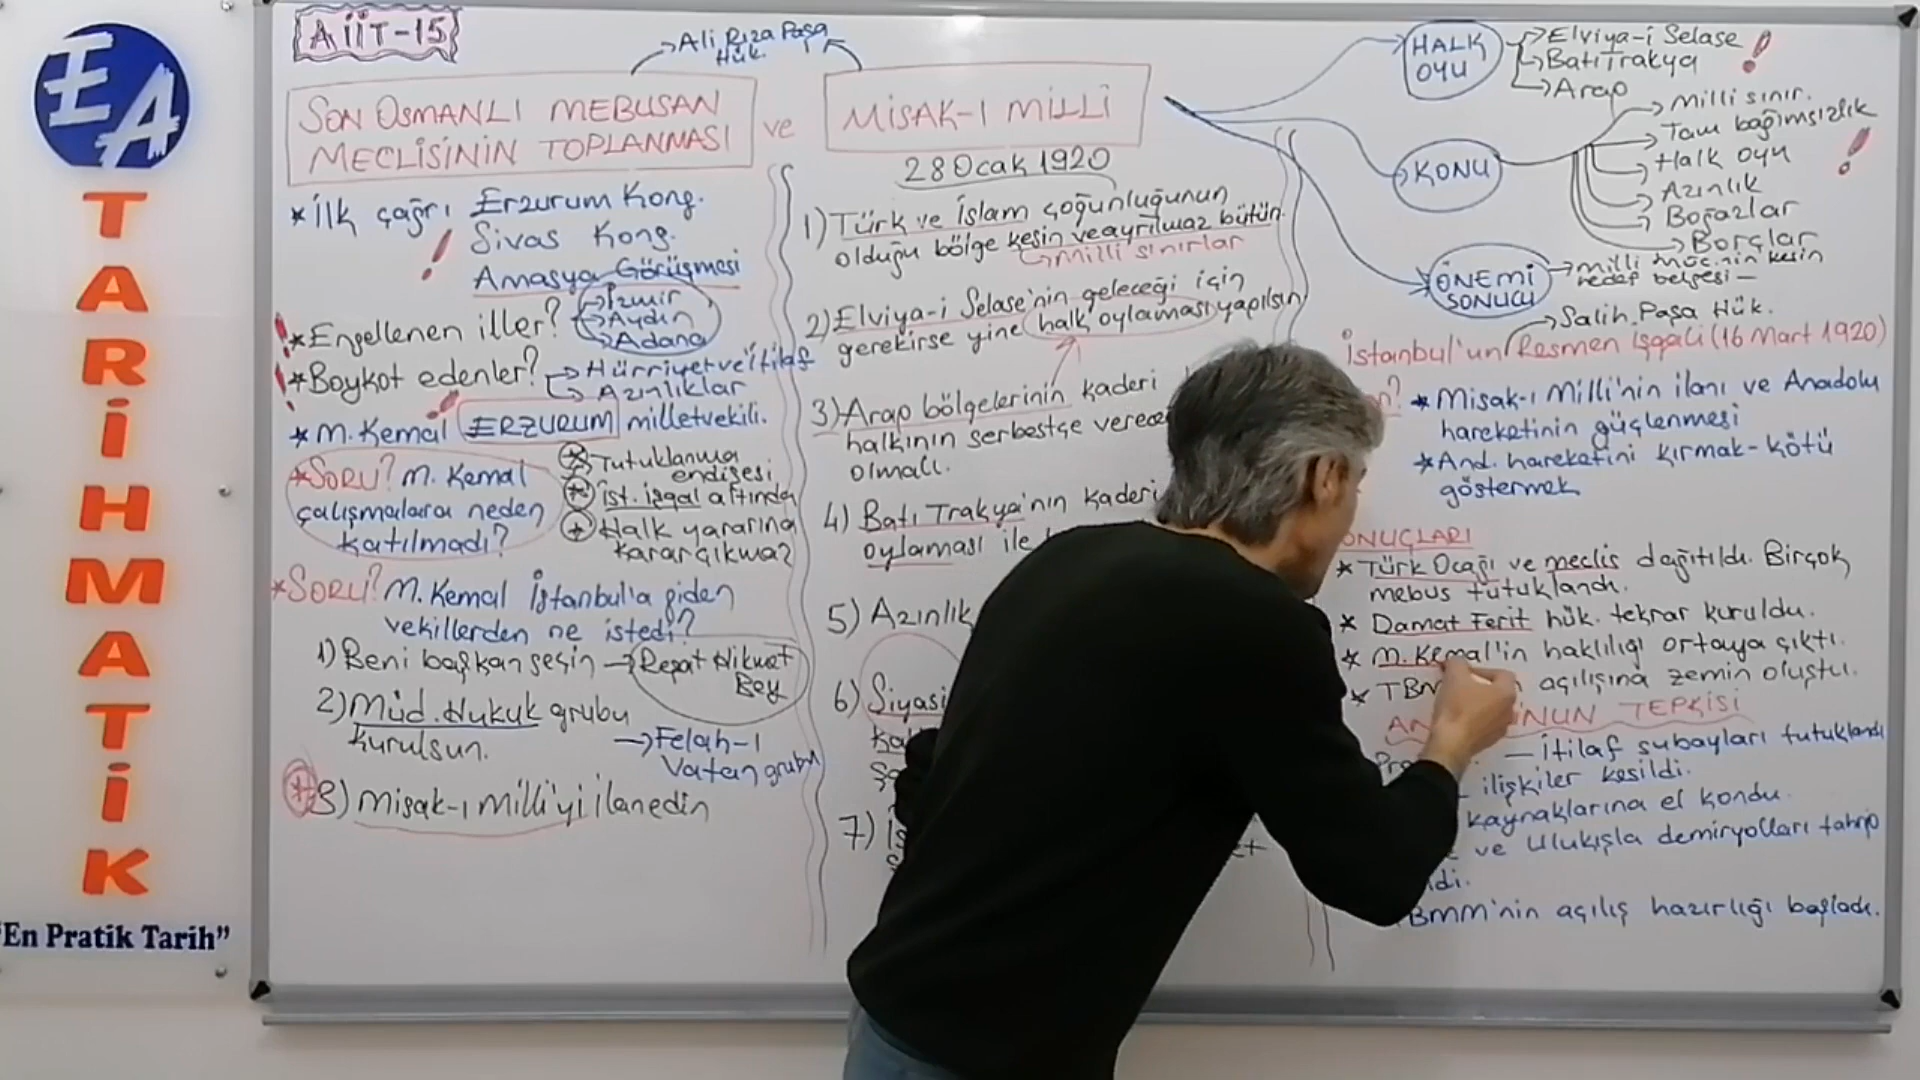 EA
TARİHMATİK
"En Pratik Tarih"
AİİT-15
Ali Rıza Paşa
Hük.
SON OSMANLI MEBUSAN
MECLİSİNİN TOPLANMASI
ve
MİSAK-I MİLLİ
28 Ocak 1920
* İlk çağrı
Erzurum Kong.
Sivas Kong.
Amasya Görüşmesi
* Engellenen iller?
İzmir
Aydın
Adana
* Boykot edenler?
Hürriyet ve İtilaf
Azınlıklar
* M. Kemal ERZURUM milletvekili.
* SORU? M. Kemal
çalışmalara neden
katılmadı?
Tutuklanma
endişesi
İst. işgal altında
Halk yararına
karar çıkmaz
* SORU? M. Kemal İstanbul'a giden
vekillerden ne istedi?
1) Beni başkan seçin → Reşat Hikmet
Bey
2) Müd. Hukuk grubu
kurulsun.
→ Felah-ı
Vatan grubu
* 3) Misak-ı Milli'yi ilan edin
1) Türk ve İslam çoğunluğunun
olduğu bölge kesin ve ayrılmaz bütün.
Milli sınırlar
2) Elviya-i Selase'nin geleceği için
gerekirse yine halk oylaması yapılsın
3) Arap bölgelerinin kaderi
halkının serbestçe
olmalı.
4) Batı Trakya'nın kaderi
oylaması ile
5) Azınlık
6) Siyasi
7)
HALK
OYU
Elviya-i Selase
Batı Trakya
Arap
KONU
Milli sınır.
Tam bağımsızlık
Halk oyu
Azınlık
Boğazlar
Borçlar
ÖNEMİ
SONUCU
Milli Müc.nin kesin
hedef belgesi —
Salih Paşa Hük.
İstanbul'un Resmen İşgali (16 Mart 1920)
* Misak-ı Milli'nin ilanı ve Anadolu
hareketinin güçlenmesi
* And. hareketini kırmak - kötü
göstermek
ONUÇLARI
* Türk Ocağı ve meclis dağıtıldı. Birçok
mebus tutuklandı.
* Damat Ferit hük. tekrar kuruldu.
* M. Kemal'in haklılığı ortaya çıktı.
* açılışına zemin oluştu.
TEPKİSİ
— İtilaf subayları tutuklandı
ilişkiler kesildi.
kaynaklarına el kondu.
ve Ulukışla demiryolları tahrip
BMM'nin açılış hazırlığı başladı.